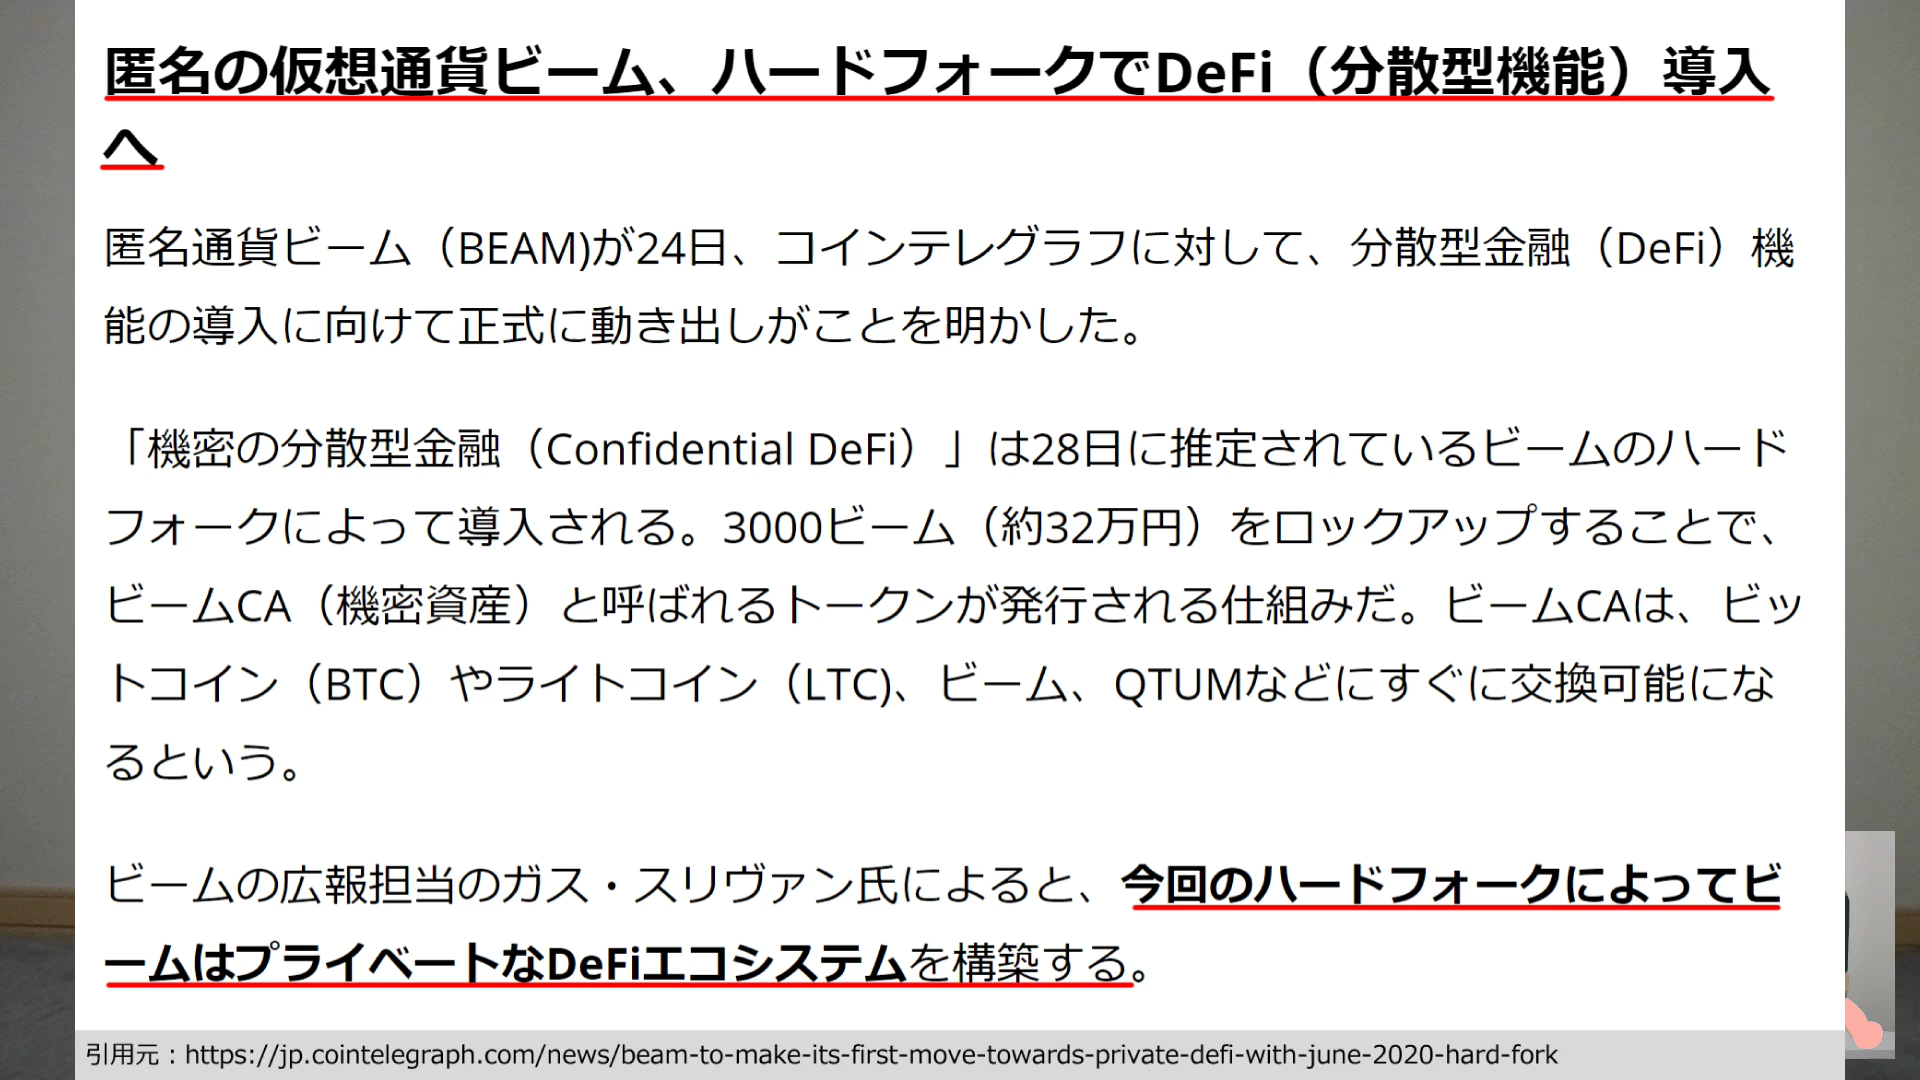 匿名の仮想通貨ビーム、ハードフォークでDeFi（分散型機能）導入
へ
匿名通貨ビーム（BEAM)が24日、コインテレグラフに対して、分散型金融（DeFi）機
能の導入に向けて正式に動き出しがことを明かした。
「機密の分散型金融（Confidential DeFi）」は28日に推定されているビームのハード
フォークによって導入される。3000ビーム（約32万円）をロックアップすることで、
ビームCA（機密資産）と呼ばれるトークンが発行される仕組みだ。ビームCAは、ビッ
トコイン（BTC）やライトコイン（LTC)、ビーム、QTUMなどにすぐに交換可能にな
るという。
ビームの広報担当のガス・スリヴァン氏によると、今回のハードフォークによってビ
ームはプライベートなDeFiエコシステムを構築する。
引用元：https://jp.cointelegraph.com/news/beam-to-make-its-first-move-towards-private-defi-with-june-2020-hard-fork